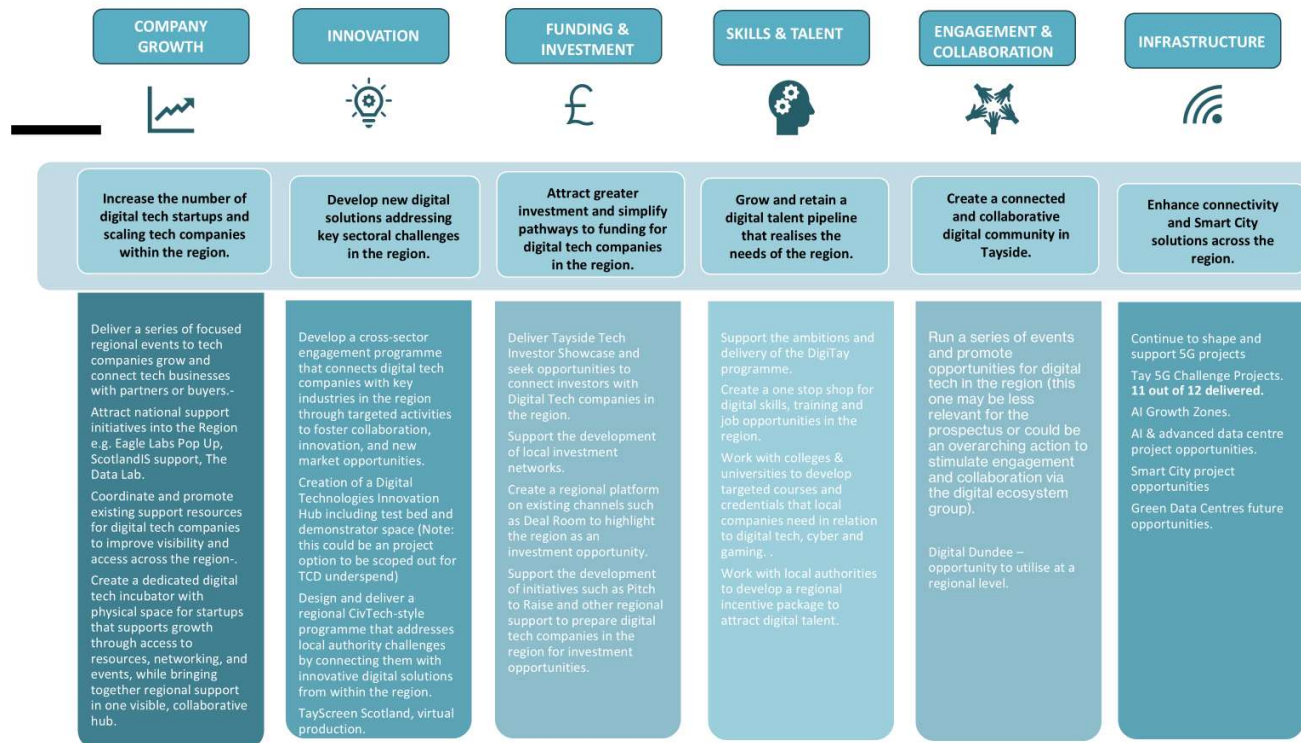 COMPANY
GROWTH
INNOVATION
FUNDING &
INVESTMENT
SKILLS & TALENT
ENGAGEMENT &
COLLABORATION
INFRASTRUCTURE
£
Increase the number of
digital tech startups and
scaling tech companies
within the region.
Develop new digital
solutions addressing
key sectoral challenges
in the region.
Attract greater
investment and simplify
pathways to funding for
digital tech companies
in the region.
Grow and retain a
digital talent pipeline
that realises the
needs of the region.
Create a connected
and collaborative
digital community in
Tayside.
Enhance connectivity
and Smart City
solutions across the
region.
Deliver a series of focused
regional events to tech
companies grow and
connect tech businesses
with partners or buyers.-
Attract national support
initiatives into the Region
e.g. Eagle Labs Pop Up,
ScotlandIS support, The
Data Lab.
Coordinate and promote
existing support resources
for digital tech companies
to improve visibility and
access across the region-.
Create a dedicated digital
tech incubator with
physical space for startups
that supports growth
through access to
resources, networking, and
events, while bringing
together regional support
in one visible, collaborative
hub.
Develop a cross-sector
engagement programme
that connects digital tech
companies with key
industries in the region
through targeted activities
to foster collaboration,
innovation, and new
market opportunities.
Creation of a Digital
Technologies Innovation
Hub including test bed and
demonstrator space (Note:
this could be an project
option to be scoped out for
TCD underspend)
Design and deliver a
regional CivTech-style
programme that addresses
local authority challenges
by connecting them with
innovative digital solutions
from within the region.
TayScreen Scotland, virtual
production.
Deliver Tayside Tech
Investor Showcase and
seek opportunities to
connect investors with
Digital Tech companies in
the region.
Support the development
of local investment
networks.
Create a regional platform
on existing channels such
as Deal Room to highlight
the region as an
investment opportunity.
Support the development
of initiatives such as Pitch
to Raise and other regional
support to prepare digital
tech companies in the
region for investment
opportunities.
Support the ambitions and
delivery of the DigiTay
programme.
Create a one stop shop for
digital skills, training and
job opportunities in the
region.
Work with colleges &
universities to develop
targeted courses and
credentials that local
companies need in relation
to digital tech, cyber and
gaming. .
Work with local authorities
to develop a regional
incentive package to
attract digital talent.
Run a series of events
and promote
opportunities for digital
tech in the region (this
one may be less
relevant for the
prospectus or could be
an overarching action to
stimulate engagement
and collaboration via
the digital ecosystem
group).
Digital Dundee –
opportunity to utilise at a
regional level.
Continue to shape and
support 5G projects
Tay 5G Challenge Projects.
11 out of 12 delivered.
AI Growth Zones.
AI & advanced data centre
project opportunities.
Smart City project
opportunities
Green Data Centres future
opportunities.